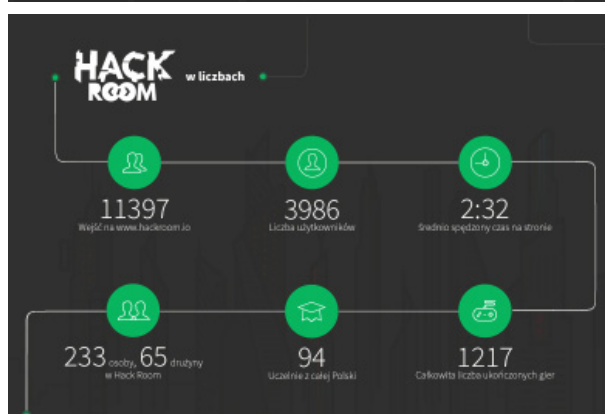 HACK
ROOM
w liczbach
11397
Wejść na www.hackroom.io
3986
Liczba użytkowników
2:32
Średnio spędzony czas na stronie
233 osoby, 65 drużyny
w Hack Room
94
Uczelnie z całej Polski
1217
Całkowita liczba ukończonych gier